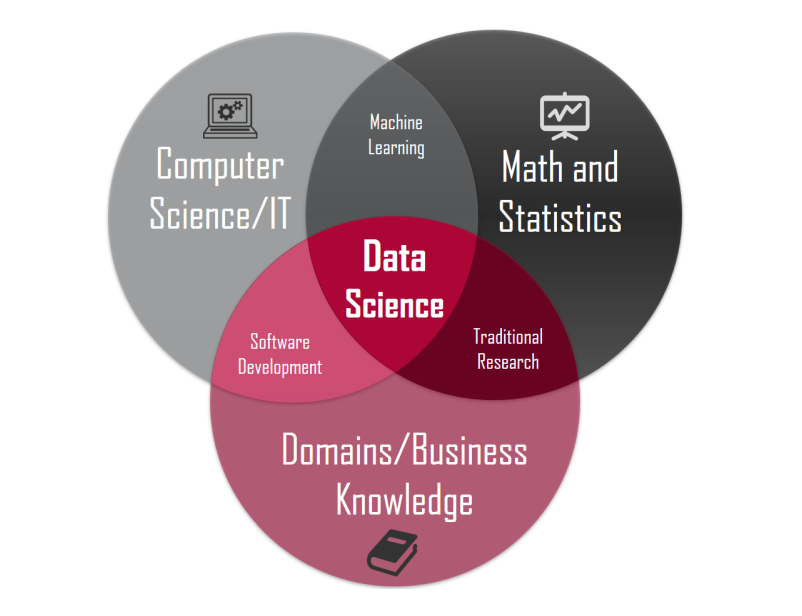 Machine
Learning
Computer
Science/IT
Math and
Statistics
Data
Science
Software
Development
Traditional
Research
Domains/Business
Knowledge